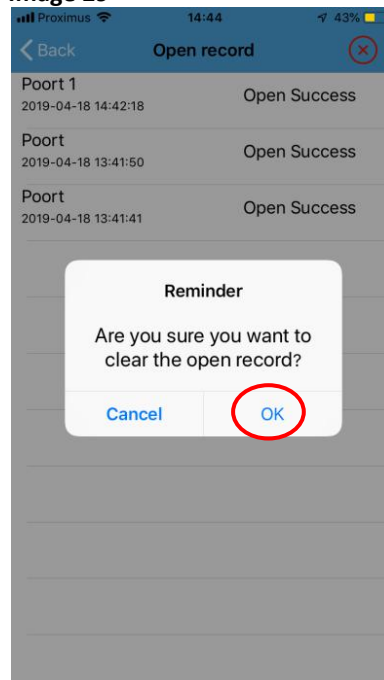 Proximus 14:44 43%
Back Open record
Poort 1
2019-04-18 14:42:18 Open Success
Poort
2019-04-18 13:41:50 Open Success
Poort
2019-04-18 13:41:41 Open Success
Reminder
Are you sure you want to
clear the open record?
Cancel OK